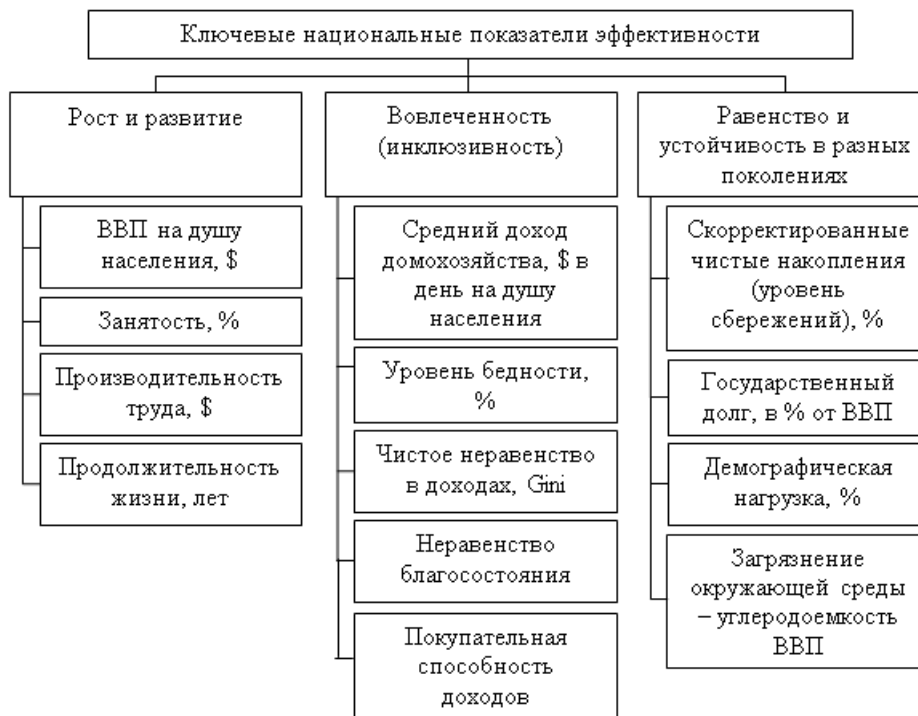 Ключевые национальные показатели эффективности
Рост и развитие
ВВП на душу
населения, $
Занятость, %
Производительность
труда, $
Продолжительность
жизни, лет
Вовлеченность
(инклюзивность)
Средний доход
домохозяйства, $ в
день на душу
населения
Уровень бедности,
%
Чистое неравенство
в доходах, Gini
Неравенство
благосостояния
Покупательная
способность
доходов
Равенство и
устойчивость в разных
поколениях
Скорректированные
чистые накопления
(уровень
сбережений), %
Государственный
долг, в % от ВВП
Демографическая
нагрузка, %
Загрязнение
окружающей среды
– углеродоемкость
ВВП